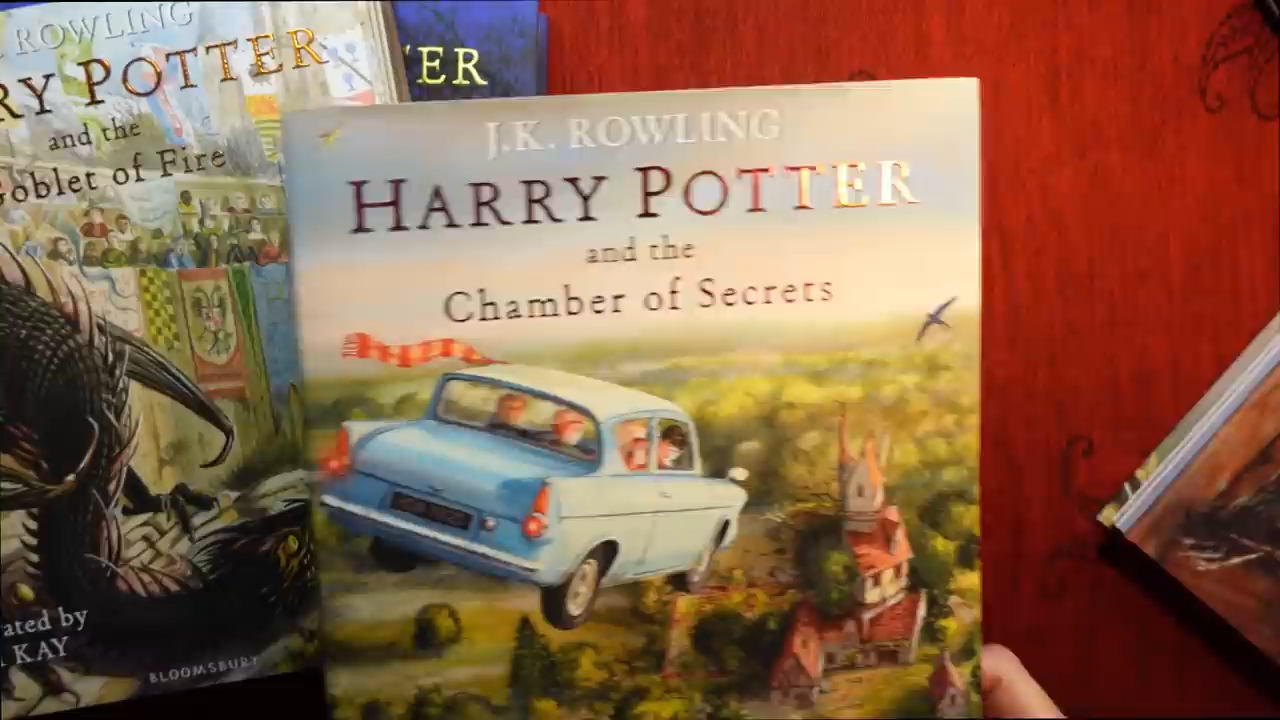 ROWLING
RY POTTER
and the
Goblet of Fire
ated by
KAY
BLOOMSBURY
ER
J.K. ROWLING
HARRY POTTER
and the
Chamber of Secrets